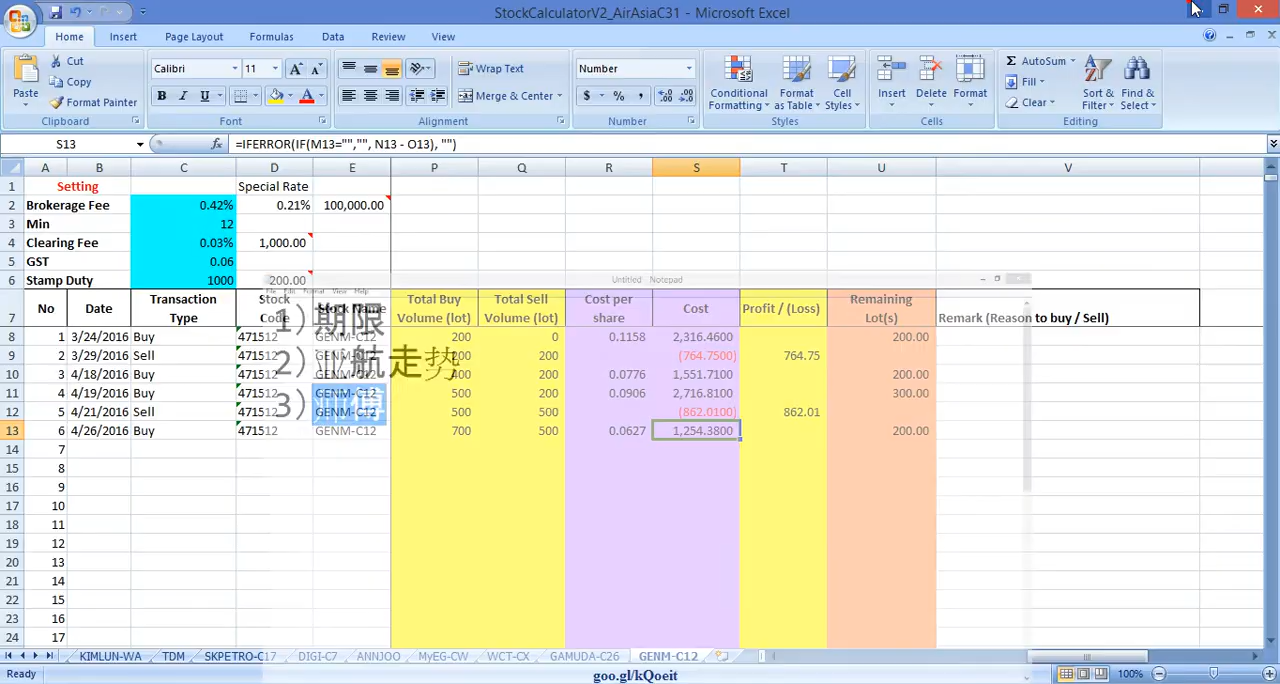 StockCalculatorV2_AirAsiaC31 - Microsoft Excel
Home Insert Page Layout Formulas Data Review View
Paste Cut Copy Format Painter Clipboard
Calibri 11 Font
Wrap Text Merge & Center Alignment
Number Number
Conditional Formatting Format as Table Cell Styles Styles
Insert Delete Format Cells
AutoSum Fill Clear Sort & Filter Find & Select Editing
S13 fx =IFERROR(IF(M13="","", N13 - O13), "")
A B C D E P Q R S T U V
1 Setting Special Rate
2 Brokerage Fee 0.42% 0.21% 100,000.00
3 Min 12
4 Clearing Fee 0.03% 1,000.00
5 GST 0.06
6 Stamp Duty 1000 200.00
Untitled Notepad
7 No Date Transaction Type Stock Code Stock Name Total Buy Volume (lot) Total Sell Volume (lot) Cost per share Cost Profit / (Loss) Remaining Lot(s) Remark (Reason to buy / Sell)
8 1 3/24/2016 Buy 471512 GENM-C12 200 0 0.1158 2,316.4600 200.00
9 2 3/29/2016 Sell 471512 GENM-C12 200 200 (764.7500) 764.75
10 3 4/18/2016 Buy 471512 GENM-C12 400 200 0.0776 1,551.7100 200.00
11 4 4/19/2016 Buy 471512 GENM-C12 500 200 0.0906 2,716.8100 300.00
12 5 4/21/2016 Sell 471512 GENM-C12 500 500 (862.0100) 862.01
13 6 4/26/2016 Buy 471512 GENM-C12 700 500 0.0627 1,254.3800 200.00
1) 期限
2) 亚航走势
3) 师傅
14 7
15 8
16 9
17 10
18 11
19 12
20 13
21 14
22 15
23 16
24 17
KIMLUN-WA TDM SKPETRO-C17 DIGI-C7 ANNJOO MyEG-CW WCT-CX GAMUDA-C26 GENM-C12
Ready goo.gl/kQoeit 100%